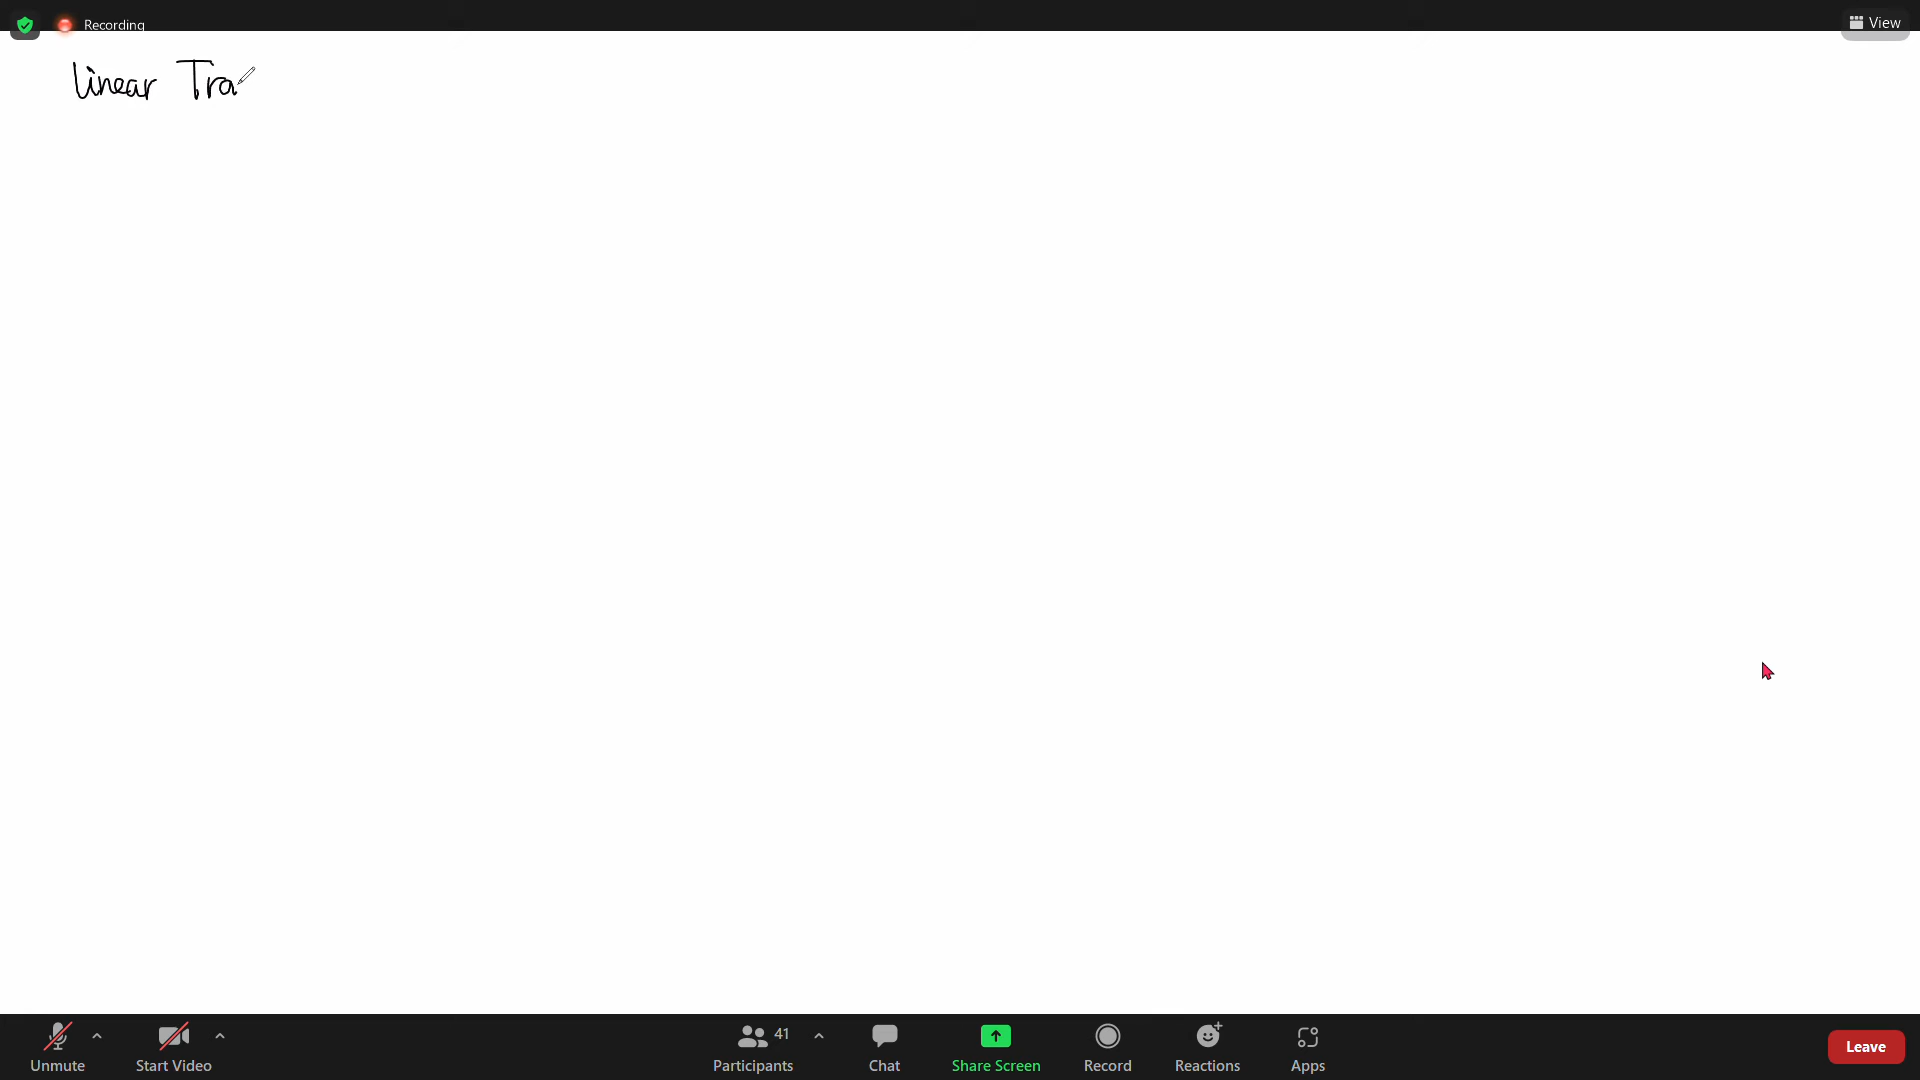 Recording
View
Linear Tra
41
Unmute
Start Video
Participants
Chat
Share Screen
Record
Reactions
Apps
Leave